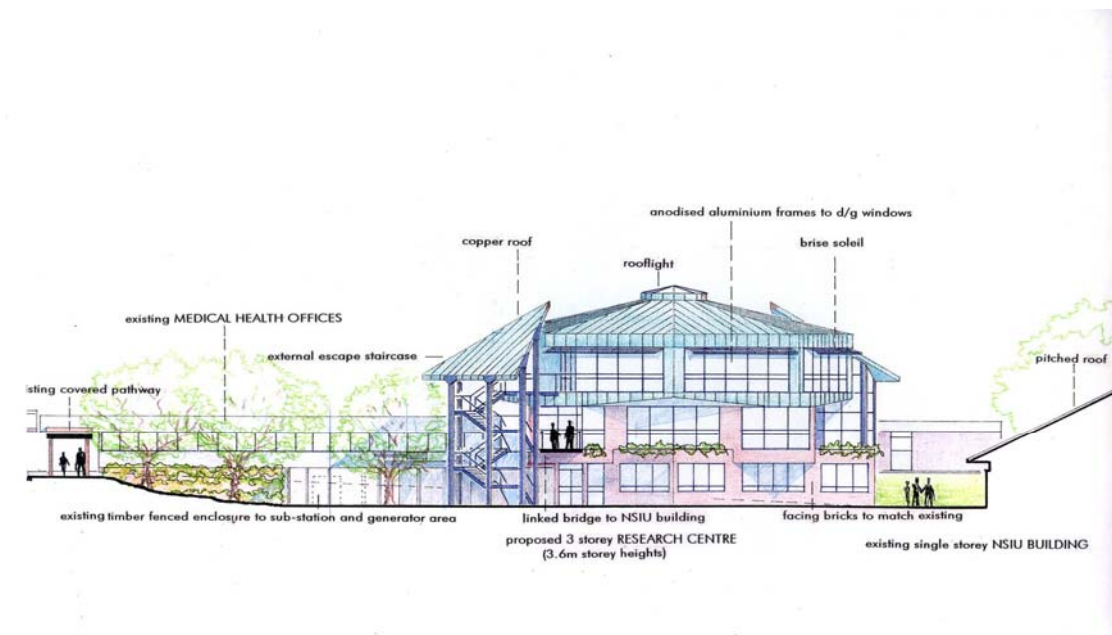 anodised aluminium frames to d/g windows
copper roof
brise soleil
rooflight
existing MEDICAL HEALTH OFFICES
external escape staircase
pitched roof
isting covered pathway
existing timber fenced enclosure to sub-station and generator area
linked bridge to NSIU building
facing bricks to match existing
proposed 3 storey RESEARCH CENTRE
(3.6m storey heights)
existing single storey NSIU BUILDING